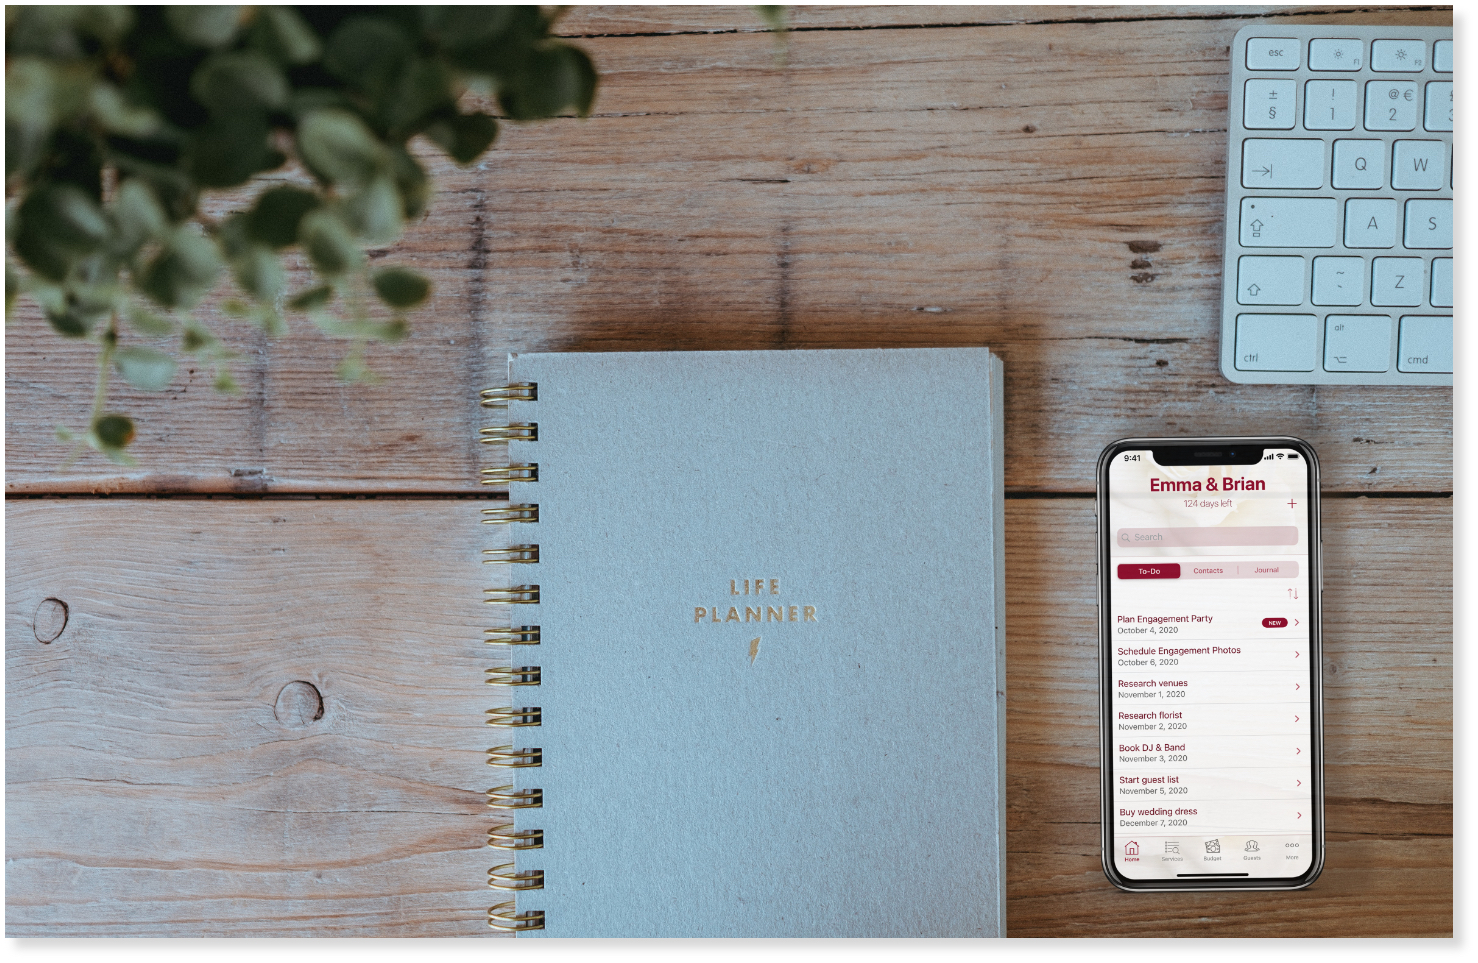 esc
F1
F2
± ! @ €
§ 1 2 3
Q W
A S
~ Z
`
alt
ctrl cmd
LIFE
PLANNER
9:41
Emma & Brian
124 days left +
Search
To-Do Contacts Journal
Plan Engagement Party
NEW
October 4, 2020
Schedule Engagement Photos
October 6, 2020
Research venues
November 1, 2020
Research florist
November 2, 2020
Book DJ & Band
November 3, 2020
Start guest list
November 5, 2020
Buy wedding dress
December 7, 2020
Home Services Budget Guests More